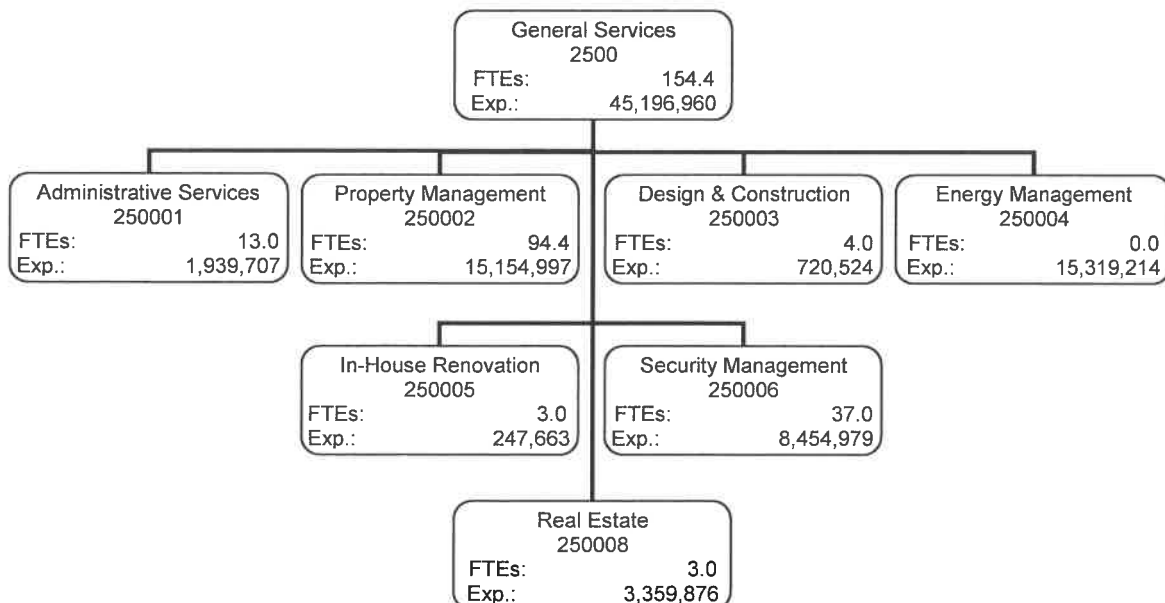 General Services
2500
FTEs: 154.4
Exp.: 45,196,960
Administrative Services
250001
FTEs: 13.0
Exp.: 1,939,707
Property Management
250002
FTEs: 94.4
Exp.: 15,154,997
Design & Construction
250003
FTEs: 4.0
Exp.: 720,524
Energy Management
250004
FTEs: 0.0
Exp.: 15,319,214
In-House Renovation
250005
FTEs: 3.0
Exp.: 247,663
Security Management
250006
FTEs: 37.0
Exp.: 8,454,979
Real Estate
250008
FTEs: 3.0
Exp.: 3,359,876